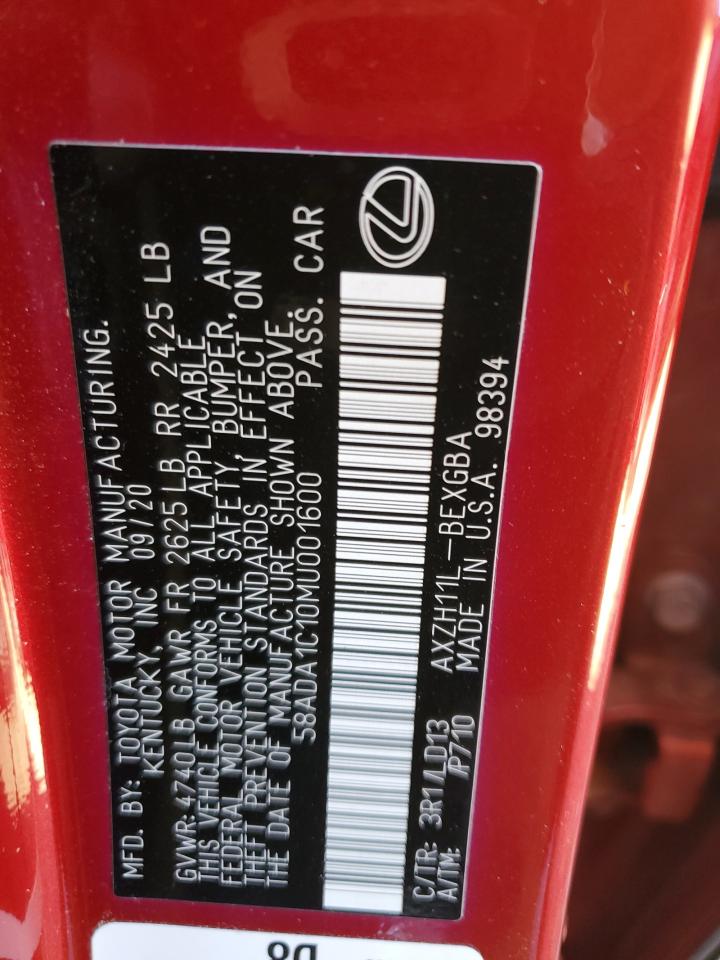 MFD. BY: TOYOTA MOTOR MANUFACTURING.
KENTUCKY, INC 09/20
GVWR:4740LB GAWR FR 2625LB RR 2425 LB
THIS VEHICLE CONFORMS TO ALL APPLICABLE
FEDERAL MOTOR VEHICLE SAFETY, BUMPER, AND
THEFT PREVENTION STANDARDS IN EFFECT ON
THE DATE OF MANUFACTURE SHOWN ABOVE.
58ADA1C10MU001600 PASS. CAR
C/TR: 3R1/LD13 AXZH11L-BEXGBA
A/TM: /P710 MADE IN U.S.A. 98394